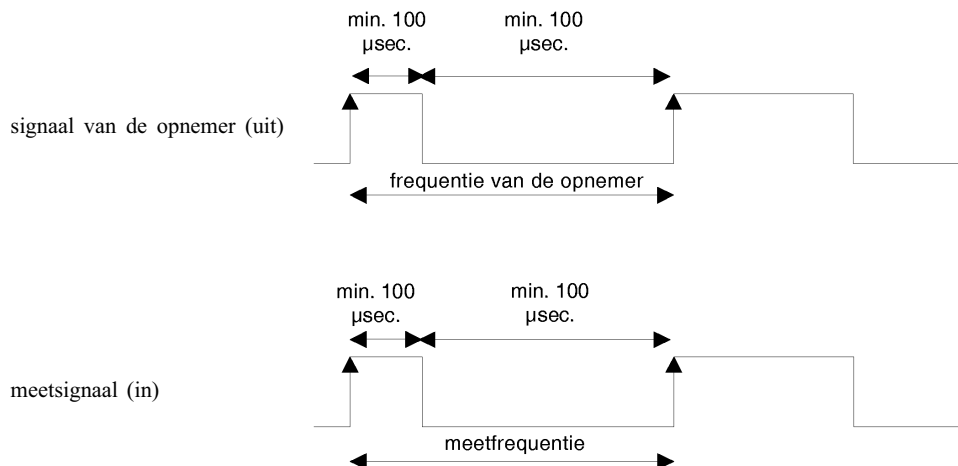 min. 100
µsec.
min. 100
µsec.
signaal van de opnemer (uit)
frequentie van de opnemer
min. 100
µsec.
min. 100
µsec.
meetsignaal (in)
meetfrequentie